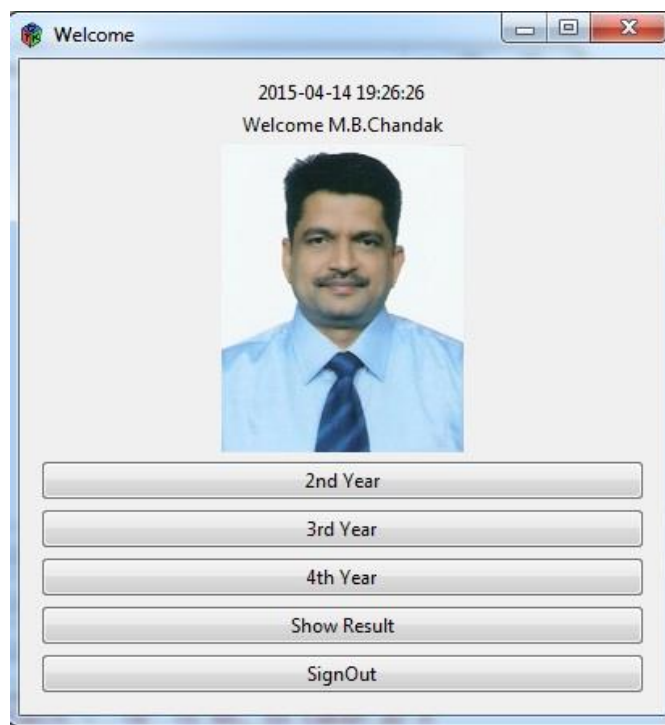 Welcome
2015-04-14 19:26:26
Welcome M.B.Chandak
2nd Year
3rd Year
4th Year
Show Result
SignOut